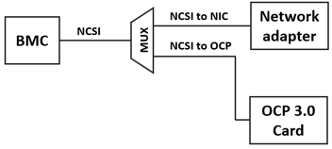 BMC
NCSI
MUX
NCSI to NIC
NCSI to OCP
Network
adapter
OCP 3.0
Card